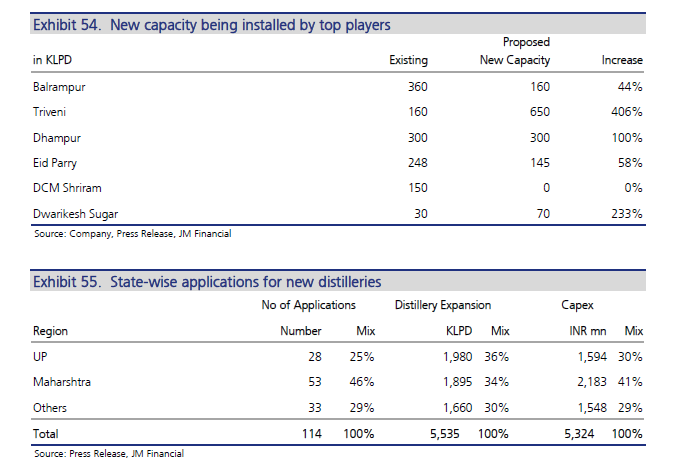 Exhibit 54. New capacity being installed by top players
in KLPD Existing Proposed New Capacity Increase
Balrampur 360 160 44%
Triveni 160 650 406%
Dhampur 300 300 100%
Eid Parry 248 145 58%
DCM Shriram 150 0 0%
Dwarikesh Sugar 30 70 233%
Source: Company, Press Release, JM Financial
Exhibit 55. State-wise applications for new distilleries
No of Applications Distillery Expansion Capex
Region Number Mix KLPD Mix INR mn Mix
UP 28 25% 1,980 36% 1,594 30%
Maharshtra 53 46% 1,895 34% 2,183 41%
Others 33 29% 1,660 30% 1,548 29%
Total 114 100% 5,535 100% 5,324 100%
Source: Press Release, JM Financial